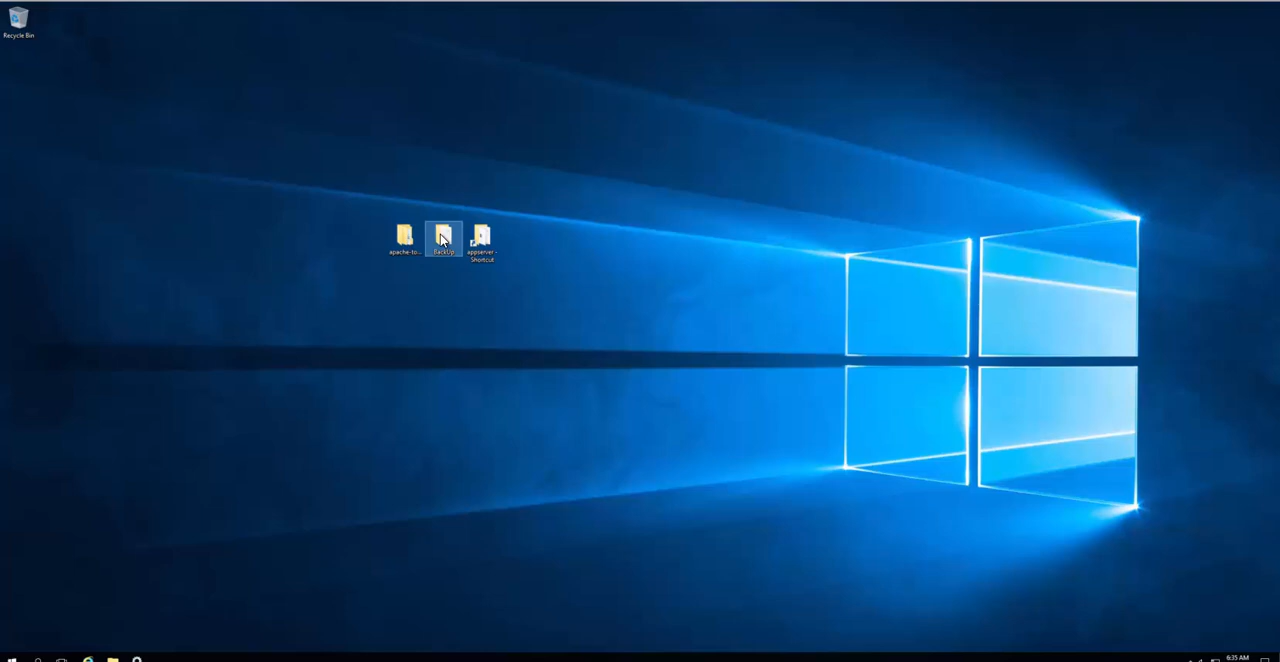 Recycle Bin
apache-to...
BackUp
appserver -
Shortcut
6:35 AM